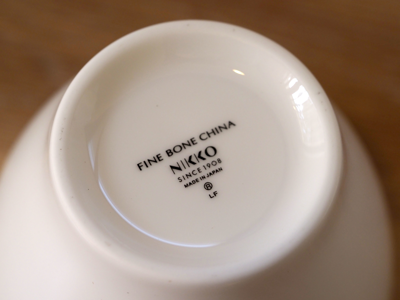 FINE BONE CHINA
NIKKO
SINCE 1908
MADE IN JAPAN
®
LF